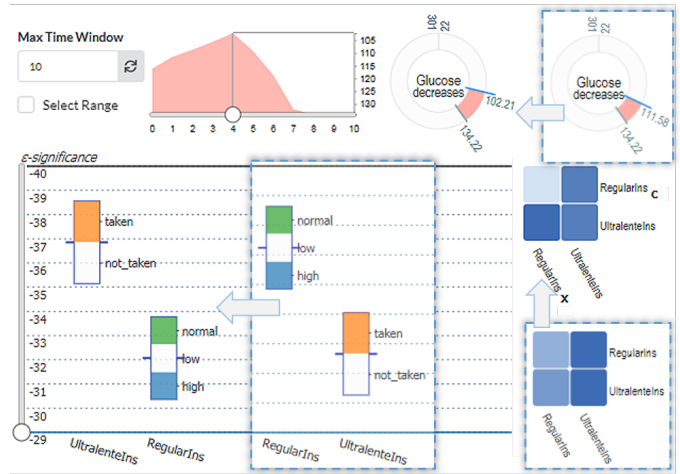 Max Time Window
10
Select Range
105
110
115
120
125
130
0 1 2 3 4 5 6 7 8 9 10
301 22
Glucose
decreases
102.21
134.22
301 22
Glucose
decreases
111.58
134.22
ε-significance
-40
-39
-38
-37
-36
-35
-34
-33
-32
-31
-30
-29
taken
not_taken
normal
low
high
normal
low
high
taken
not_taken
UltralenteIns RegularIns RegularIns UltralenteIns
RegularIns C
UltralenteIns
RegularIns UltralenteIns
X
RegularIns
UltralenteIns
RegularIns UltralenteIns